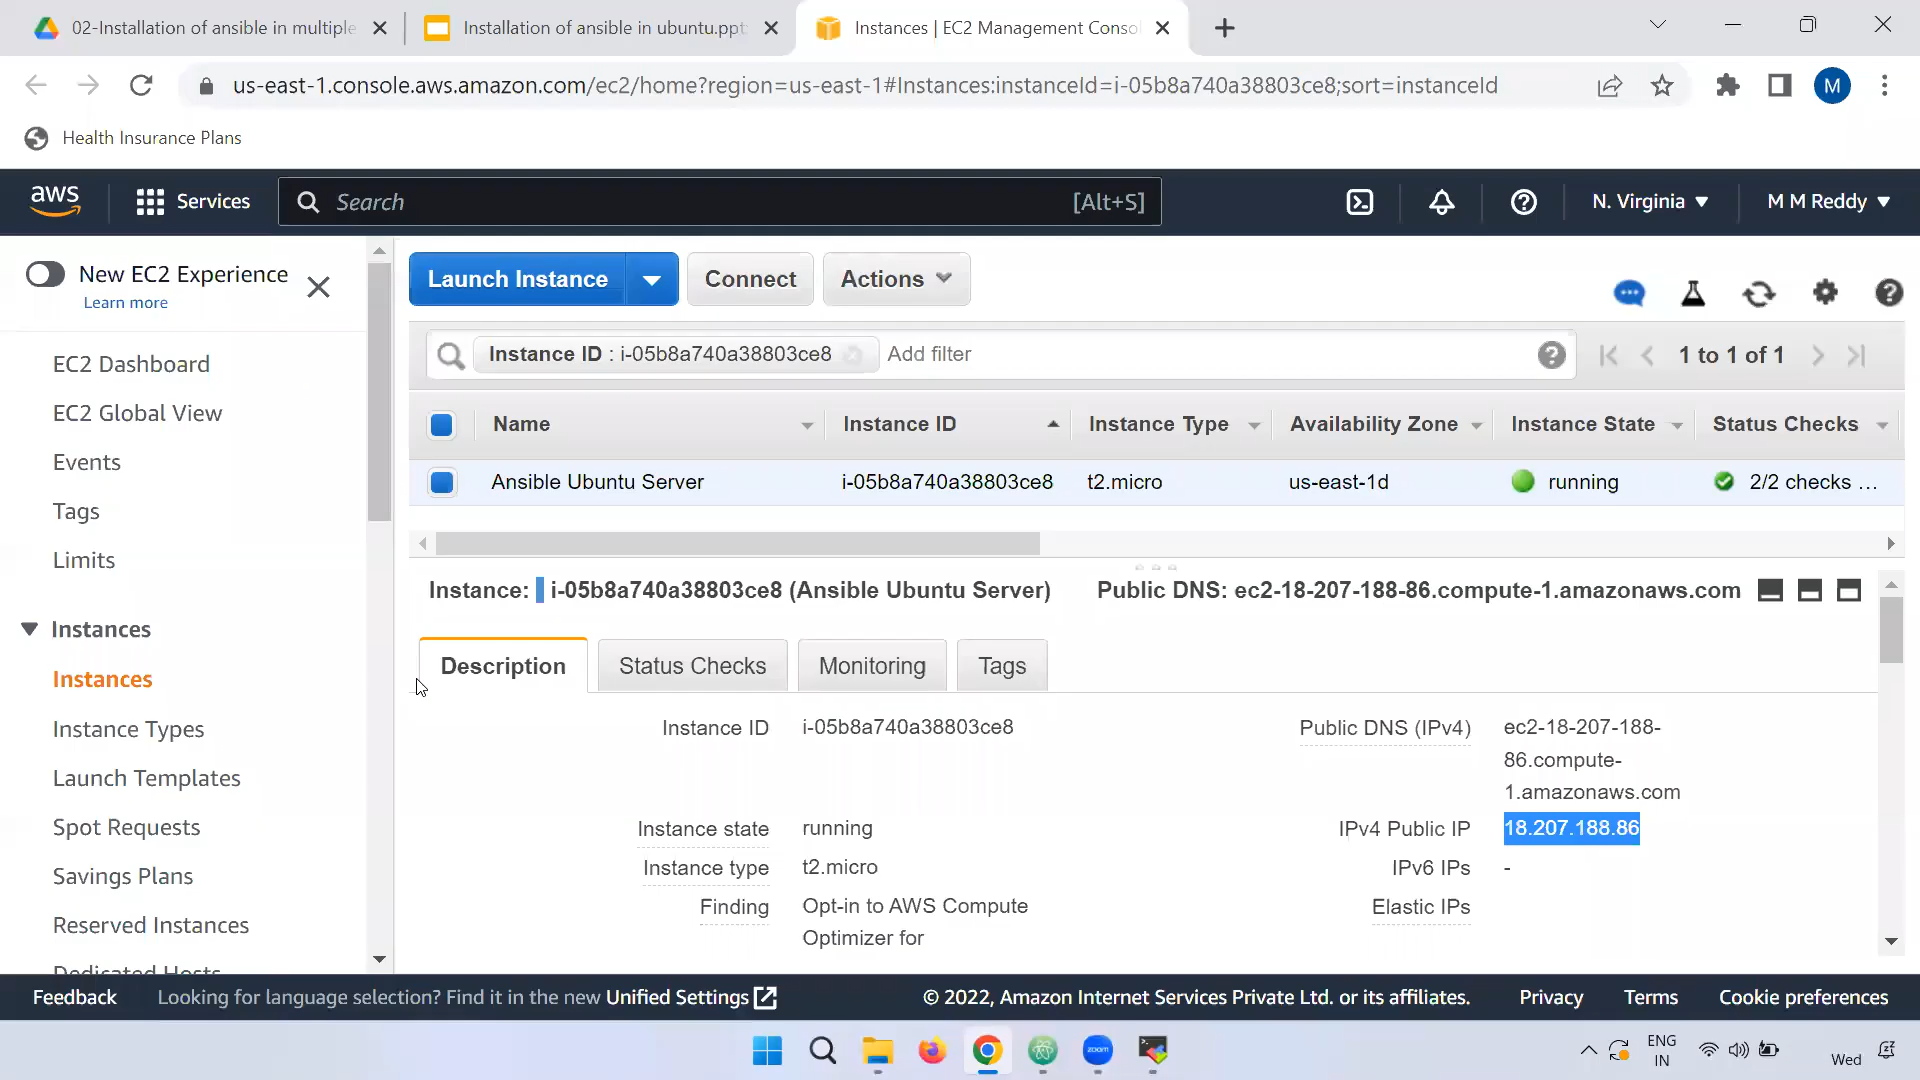 02-Installation of ansible in multiple
Installation of ansible in ubuntu.ppt
Instances | EC2 Management Conso
us-east-1.console.aws.amazon.com/ec2/home?region=us-east-1#Instances:instanceId=i-05b8a740a38803ce8;sort=instanceId
M
Health Insurance Plans
aws
Services
Search
[Alt+S]
N. Virginia
M M Reddy
New EC2 Experience
Learn more
Launch Instance
Connect
Actions
Instance ID : i-05b8a740a38803ce8
Add filter
1 to 1 of 1
Name
Instance ID
Instance Type
Availability Zone
Instance State
Status Checks
Ansible Ubuntu Server
i-05b8a740a38803ce8
t2.micro
us-east-1d
running
2/2 checks ...
EC2 Dashboard
EC2 Global View
Events
Tags
Limits
Instances
Instances
Instance Types
Launch Templates
Spot Requests
Savings Plans
Reserved Instances
Dedicated Hosts
Instance: i-05b8a740a38803ce8 (Ansible Ubuntu Server)
Public DNS: ec2-18-207-188-86.compute-1.amazonaws.com
Description
Status Checks
Monitoring
Tags
Instance ID
i-05b8a740a38803ce8
Public DNS (IPv4)
ec2-18-207-188-
86.compute-
1.amazonaws.com
Instance state
running
IPv4 Public IP
18.207.188.86
Instance type
t2.micro
IPv6 IPs
-
Finding
Opt-in to AWS Compute
Optimizer for
Elastic IPs
Feedback
Looking for language selection? Find it in the new Unified Settings
© 2022, Amazon Internet Services Private Ltd. or its affiliates.
Privacy
Terms
Cookie preferences
zoom
ENG
IN
Wed